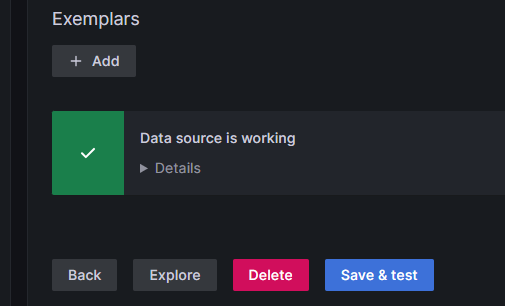 Exemplars
+ Add
Data source is working
Details
Back Explore Delete Save & test